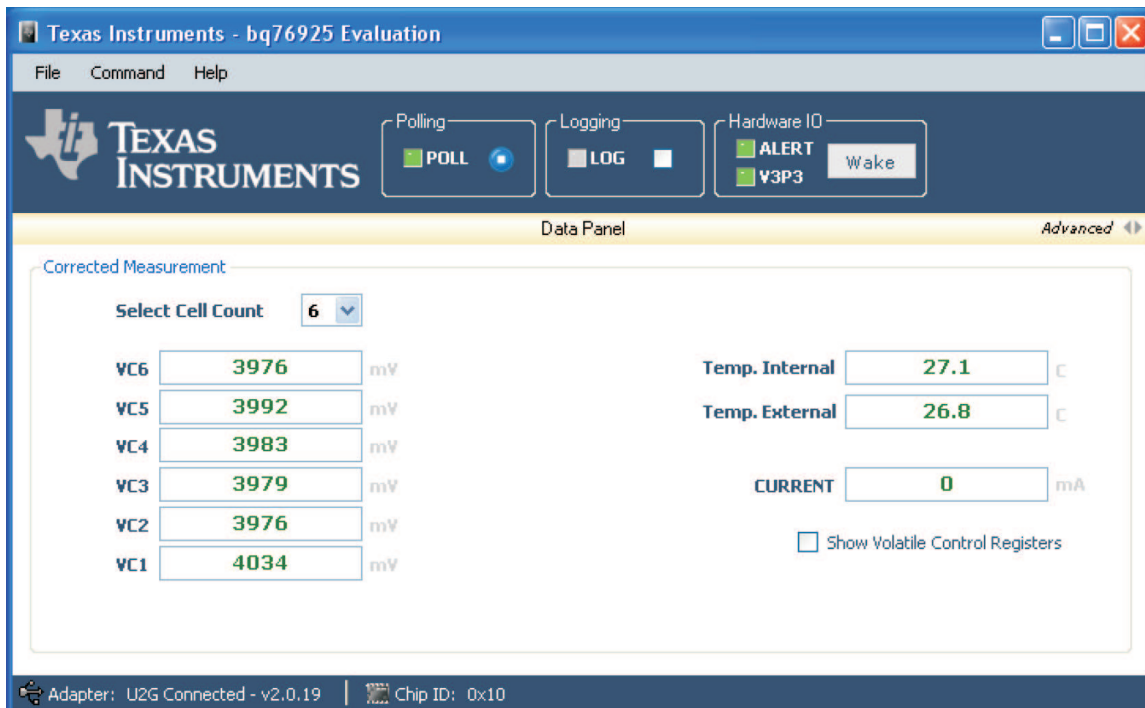 Texas Instruments - bq76925 Evaluation
File Command Help
TEXAS INSTRUMENTS
Polling
POLL
Logging
LOG
Hardware IO
ALERT
V3P3
Wake
Data Panel
Advanced
Corrected Measurement
Select Cell Count 6
VC6 3976 mV
VC5 3992 mV
VC4 3983 mV
VC3 3979 mV
VC2 3976 mV
VC1 4034 mV
Temp. Internal 27.1 C
Temp. External 26.8 C
CURRENT 0 mA
Show Volatile Control Registers
Adapter: U2G Connected - v2.0.19
Chip ID: 0x10